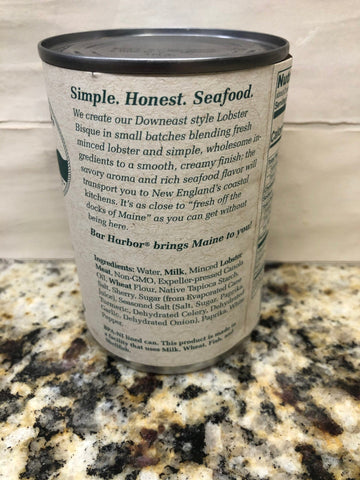 Simple. Honest. Seafood.
We create our Downeast style Lobster
Bisque in small batches blending fresh
minced lobster and simple, wholesome in-
gredients to a smooth, creamy finish; the
savory aroma and rich seafood flavor will
transport you to New England's coastal
kitchens. It's as close to "fresh off the
docks of Maine" as you can get without
being here.
Bar Harbor® brings Maine to you!
Ingredients: Water, Milk, Minced Lobster
Meat, Non-GMO, Expeller-pressed Canola
Oil, Wheat Flour, Native Tapioca Starch,
Salt, Sherry, Sugar (from Evaporated Cane
Juice), Seasoned Salt (Salt, Sugar, Paprika,
Turmeric, Dehydrated Celery, Dehydrated
Garlic, Dehydrated Onion), Paprika, White
Pepper.
BPA-NI lined can. This product is made in
a facility that uses Milk, Wheat, Fish, and
Shellfish.